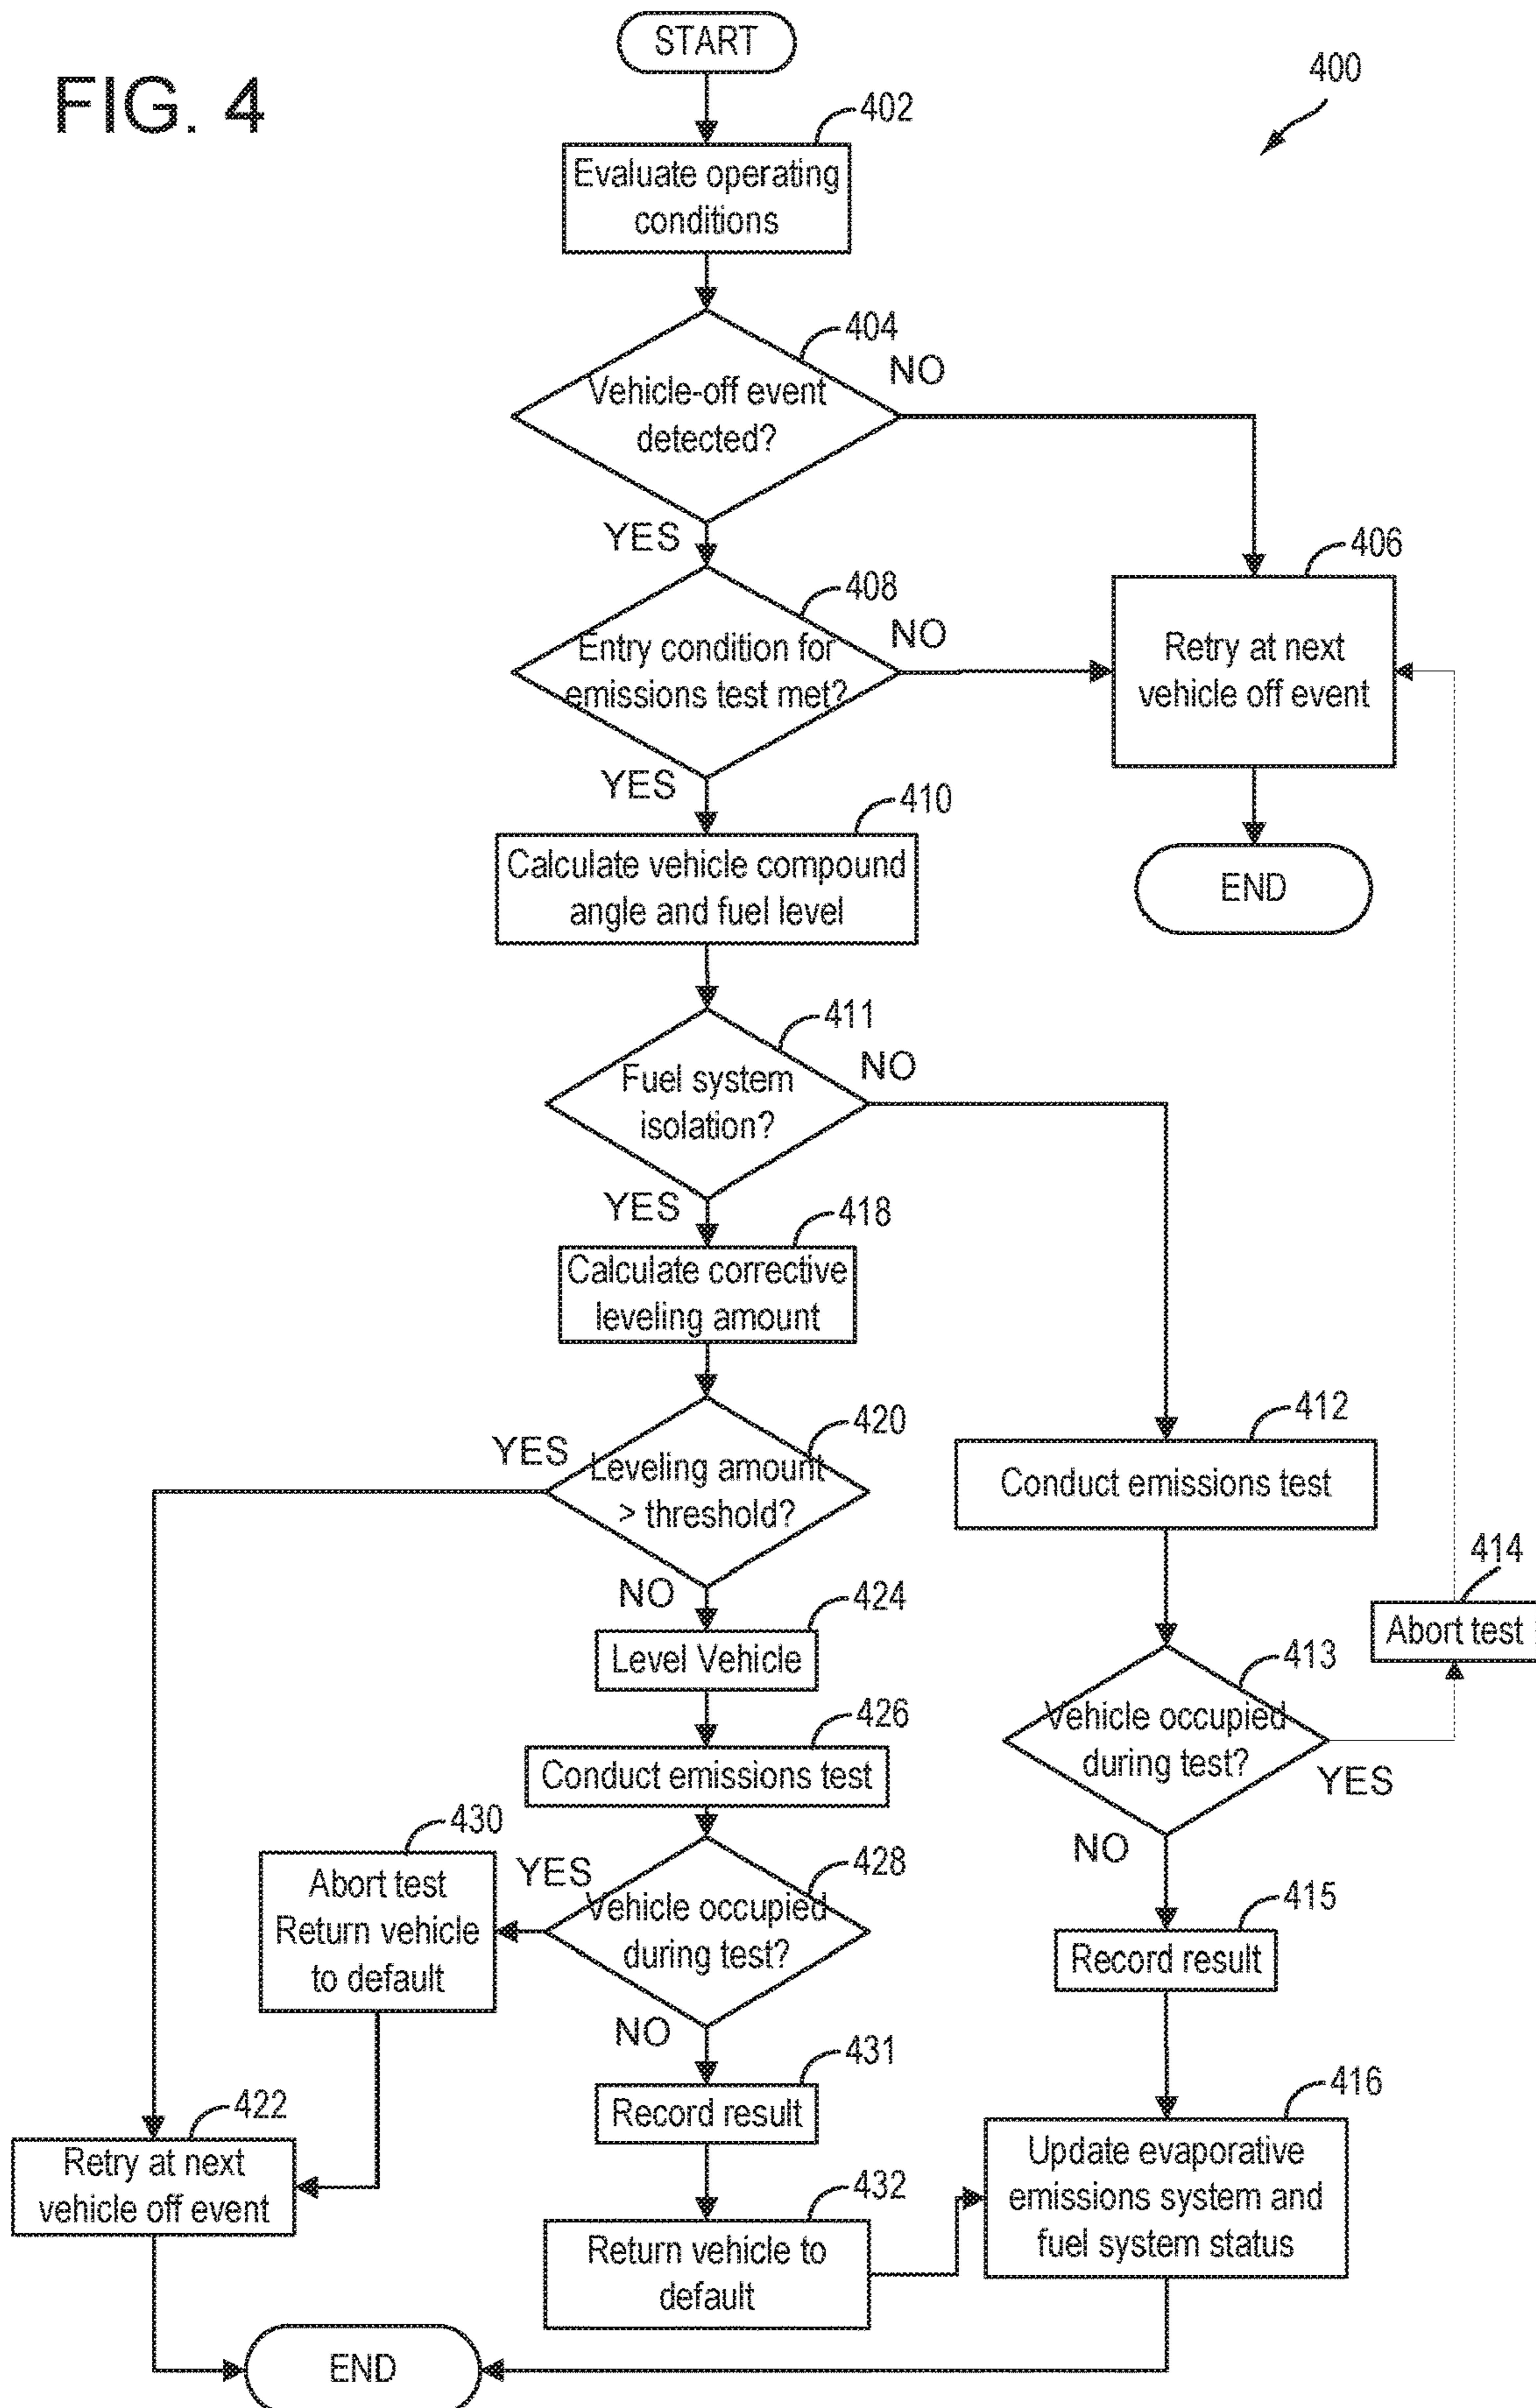 FIG. 4
START
400
402
Evaluate operating
conditions
404
Vehicle-off event
detected?
NO
YES
406
Retry at next
vehicle off event
408
Entry condition for
emissions test met?
NO
YES
END
410
Calculate vehicle compound
angle and fuel level
411
Fuel system
isolation?
NO
YES
418
Calculate corrective
leveling amount
420
Leveling amount
> threshold?
YES
NO
412
Conduct emissions test
414
Abort test
424
Level Vehicle
413
Vehicle occupied
during test?
YES
NO
426
Conduct emissions test
428
Vehicle occupied
during test?
YES
NO
430
Abort test
Return vehicle
to default
415
Record result
431
Record result
416
Update evaporative
emissions system and
fuel system status
422
Retry at next
vehicle off event
432
Return vehicle to
default
END